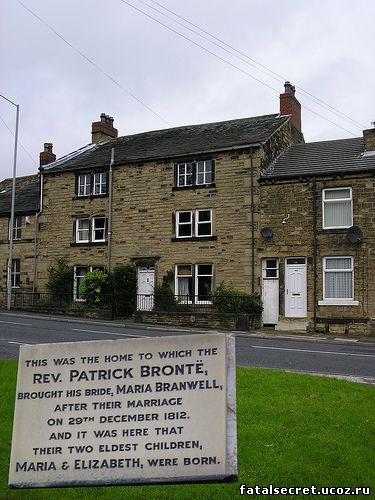 THIS WAS THE HOME TO WHICH THE
REV. PATRICK BRONTË,
BROUGHT HIS BRIDE, MARIA BRANWELL,
AFTER THEIR MARRIAGE
ON 29TH DECEMBER 1812.
AND IT WAS HERE THAT
THEIR TWO ELDEST CHILDREN,
MARIA & ELIZABETH, WERE BORN.
fatalsecret.ucoz.ru